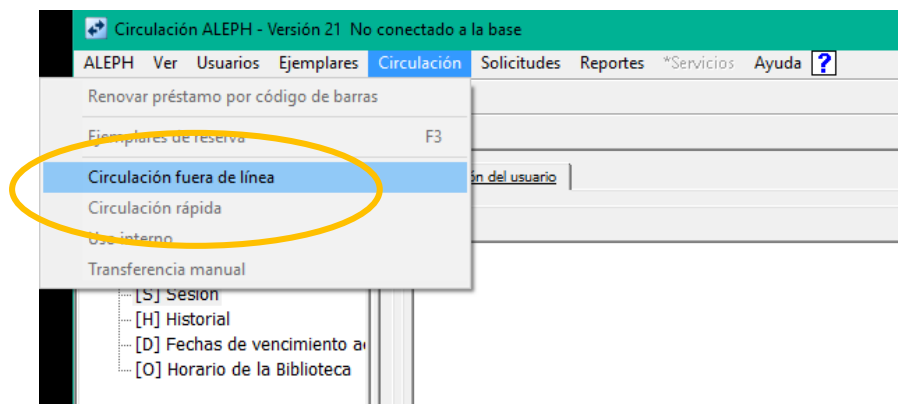 Circulación ALEPH - Versión 21 No conectado a la base
ALEPH Ver Usuarios Ejemplares Circulación Solicitudes Reportes *Servicios Ayuda ?
Renovar préstamo por código de barras
Ejemplares de reserva F3
Circulación fuera de línea
ón del usuario
Circulación rápida
Uso interno
Transferencia manual
[S] Sesión
[H] Historial
[D] Fechas de vencimiento a
[O] Horario de la Biblioteca